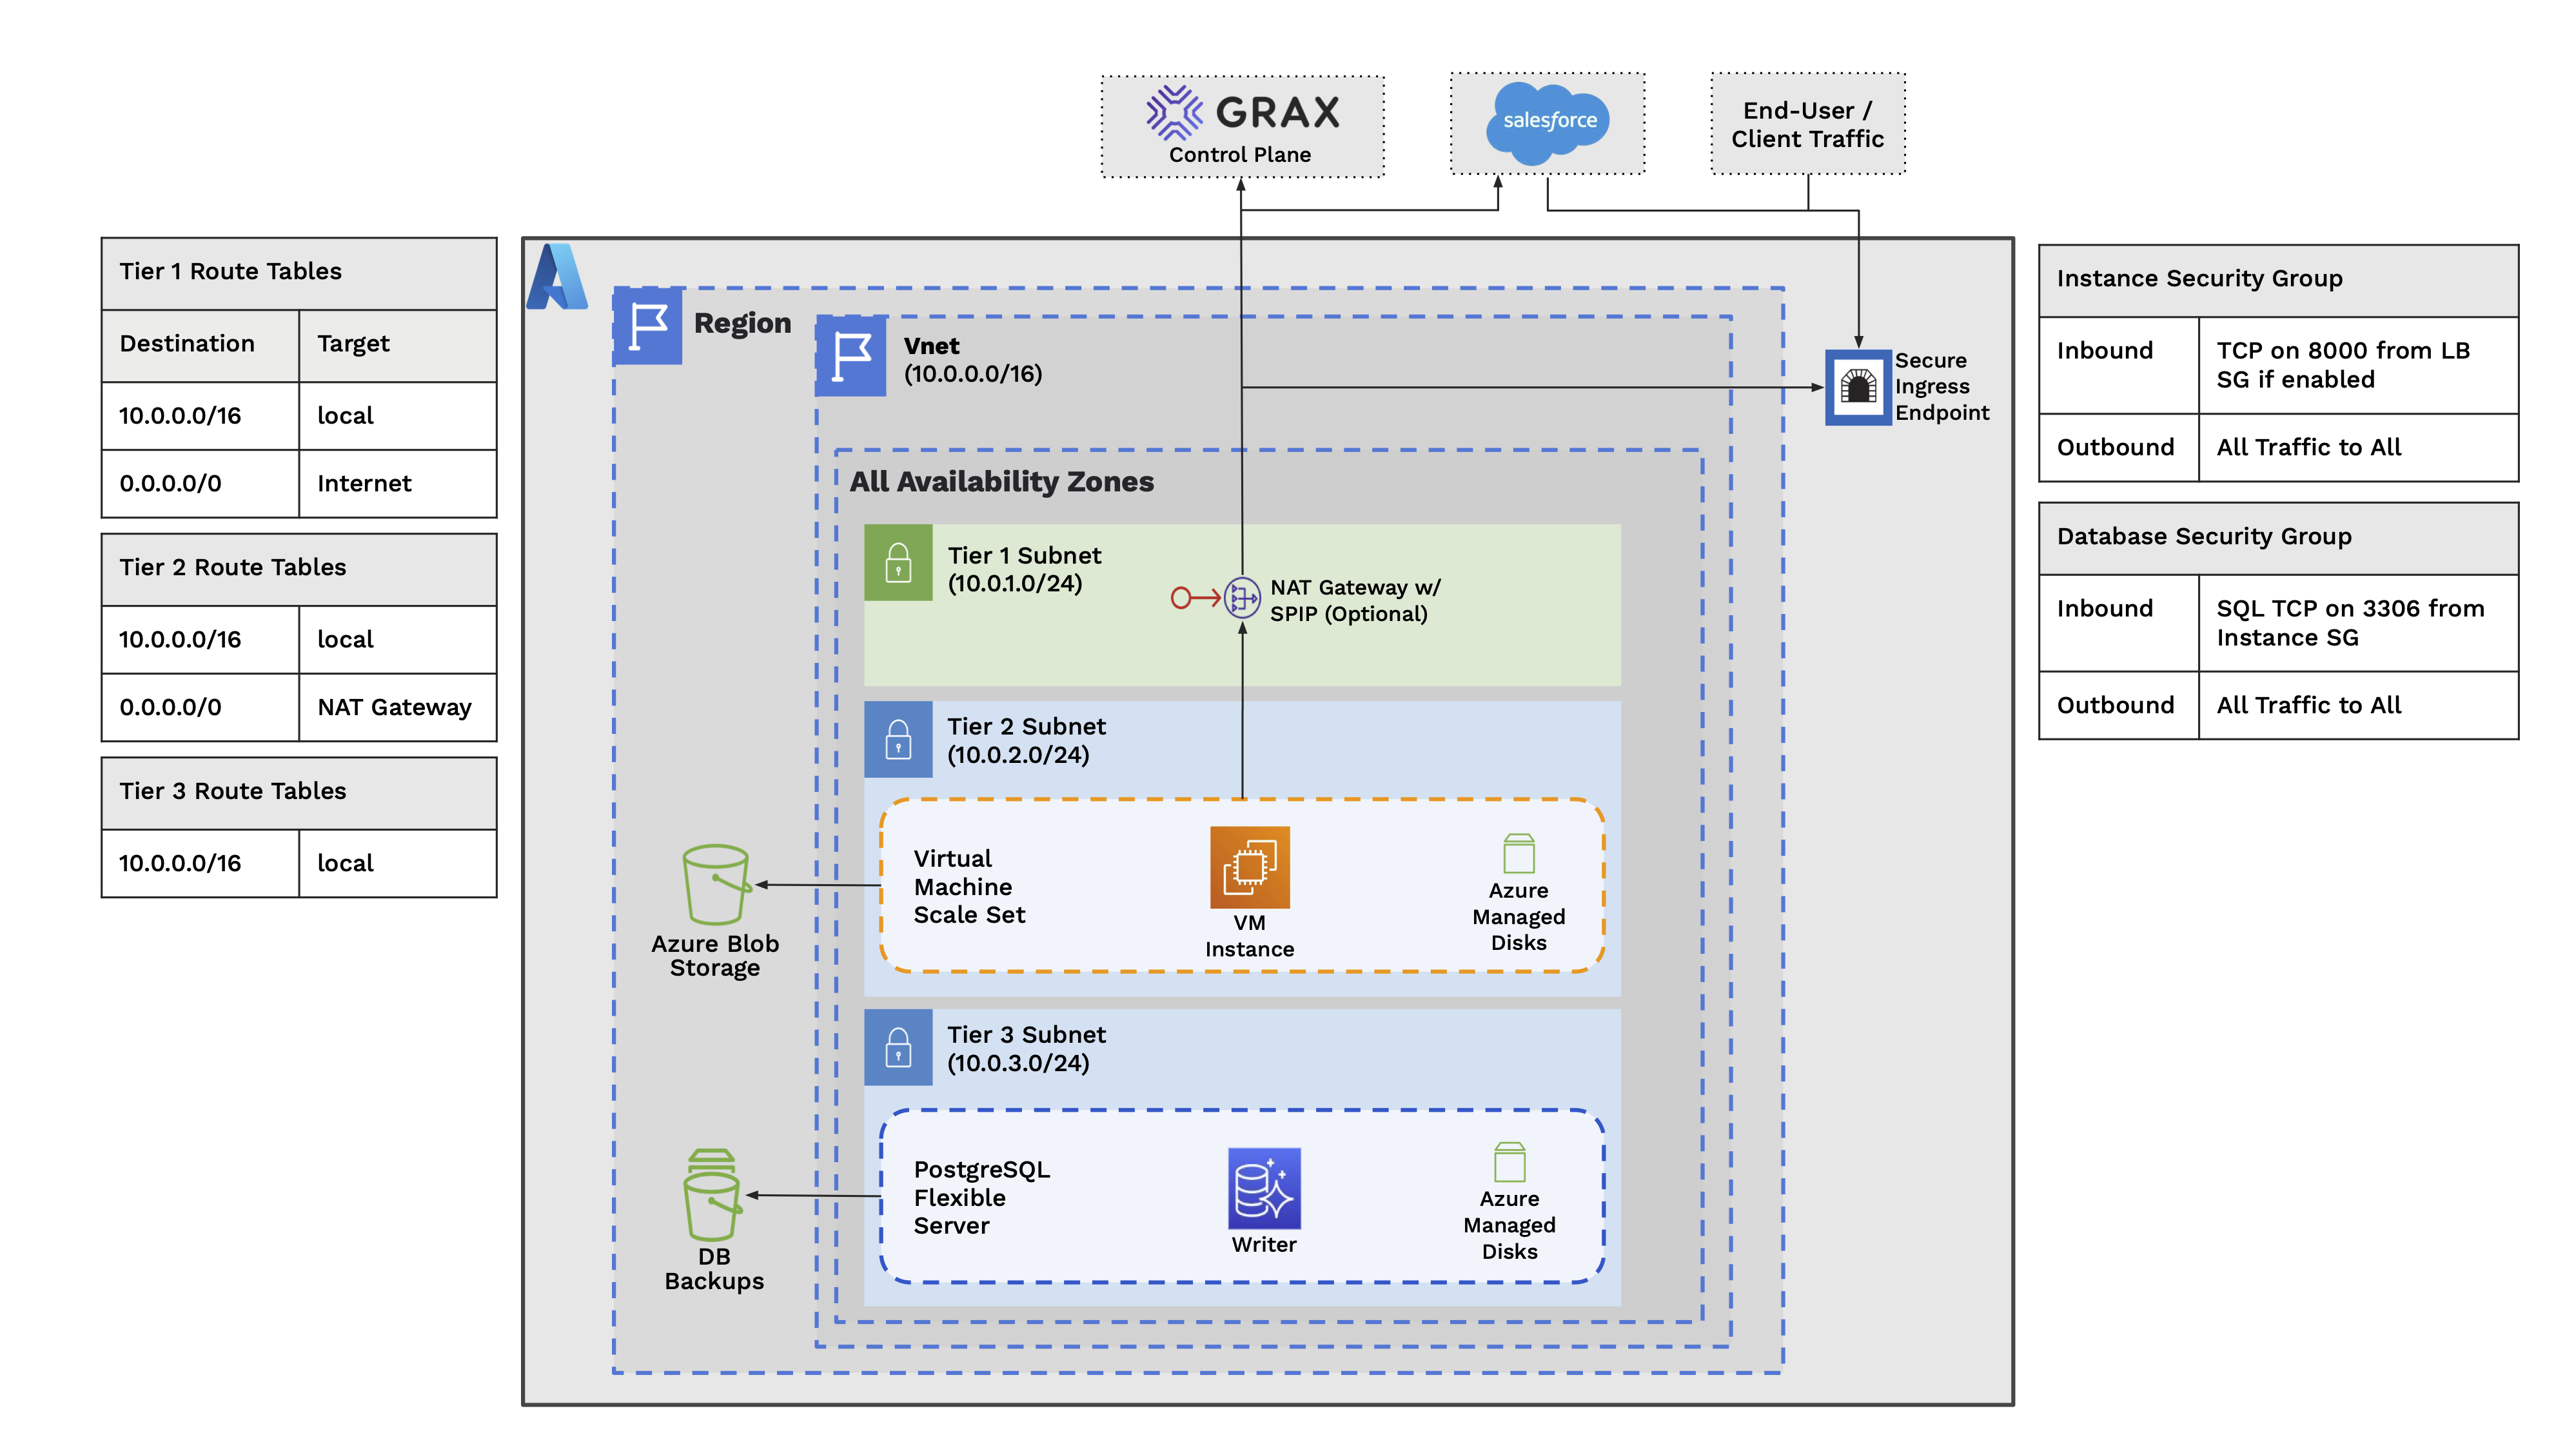 GRAX
Control Plane
salesforce
End-User /
Client Traffic
Tier 1 Route Tables
Destination
Target
10.0.0.0/16
local
0.0.0.0/0
Internet
Tier 2 Route Tables
10.0.0.0/16
local
0.0.0.0/0
NAT Gateway
Tier 3 Route Tables
10.0.0.0/16
local
Region
Vnet
(10.0.0.0/16)
All Availability Zones
Tier 1 Subnet
(10.0.1.0/24)
NAT Gateway w/
SPIP (Optional)
Tier 2 Subnet
(10.0.2.0/24)
Virtual
Machine
Scale Set
VM
Instance
Azure
Managed
Disks
Azure Blob
Storage
Tier 3 Subnet
(10.0.3.0/24)
PostgreSQL
Flexible
Server
Writer
Azure
Managed
Disks
DB
Backups
Secure
Ingress
Endpoint
Instance Security Group
Inbound
TCP on 8000 from LB
SG if enabled
Outbound
All Traffic to All
Database Security Group
Inbound
SQL TCP on 3306 from
Instance SG
Outbound
All Traffic to All